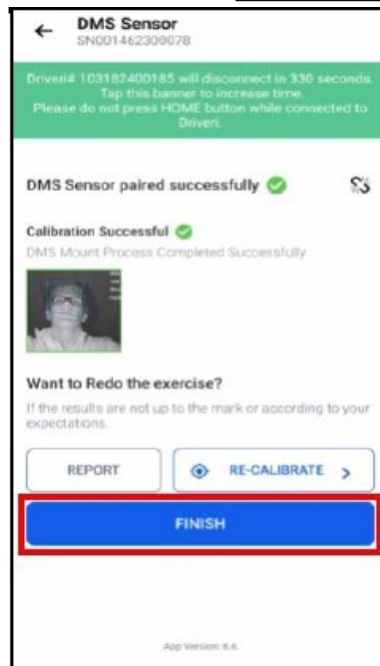 DMS Sensor
SN001462300078
Driveri# 103182400185 will disconnect in 330 seconds.
Tap this banner to increase time.
Please do not press HOME button while connected to
Driveri.
DMS Sensor paired successfully
Calibration Successful
DMS Mount Process Completed Successfully
Want to Redo the exercise?
If the results are not up to the mark or according to your
expectations.
REPORT
RE-CALIBRATE
FINISH
App Version: 6.6